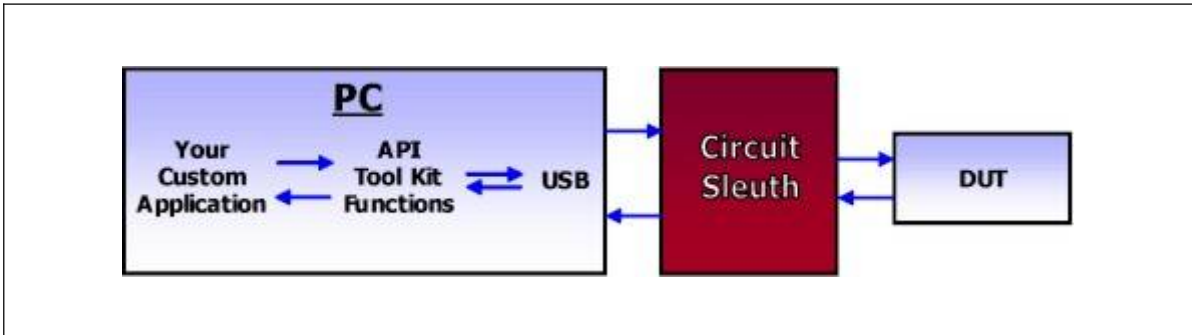 PC
Your
Custom
Application
API
Tool Kit
Functions
USB
Circuit
Sleuth
DUT